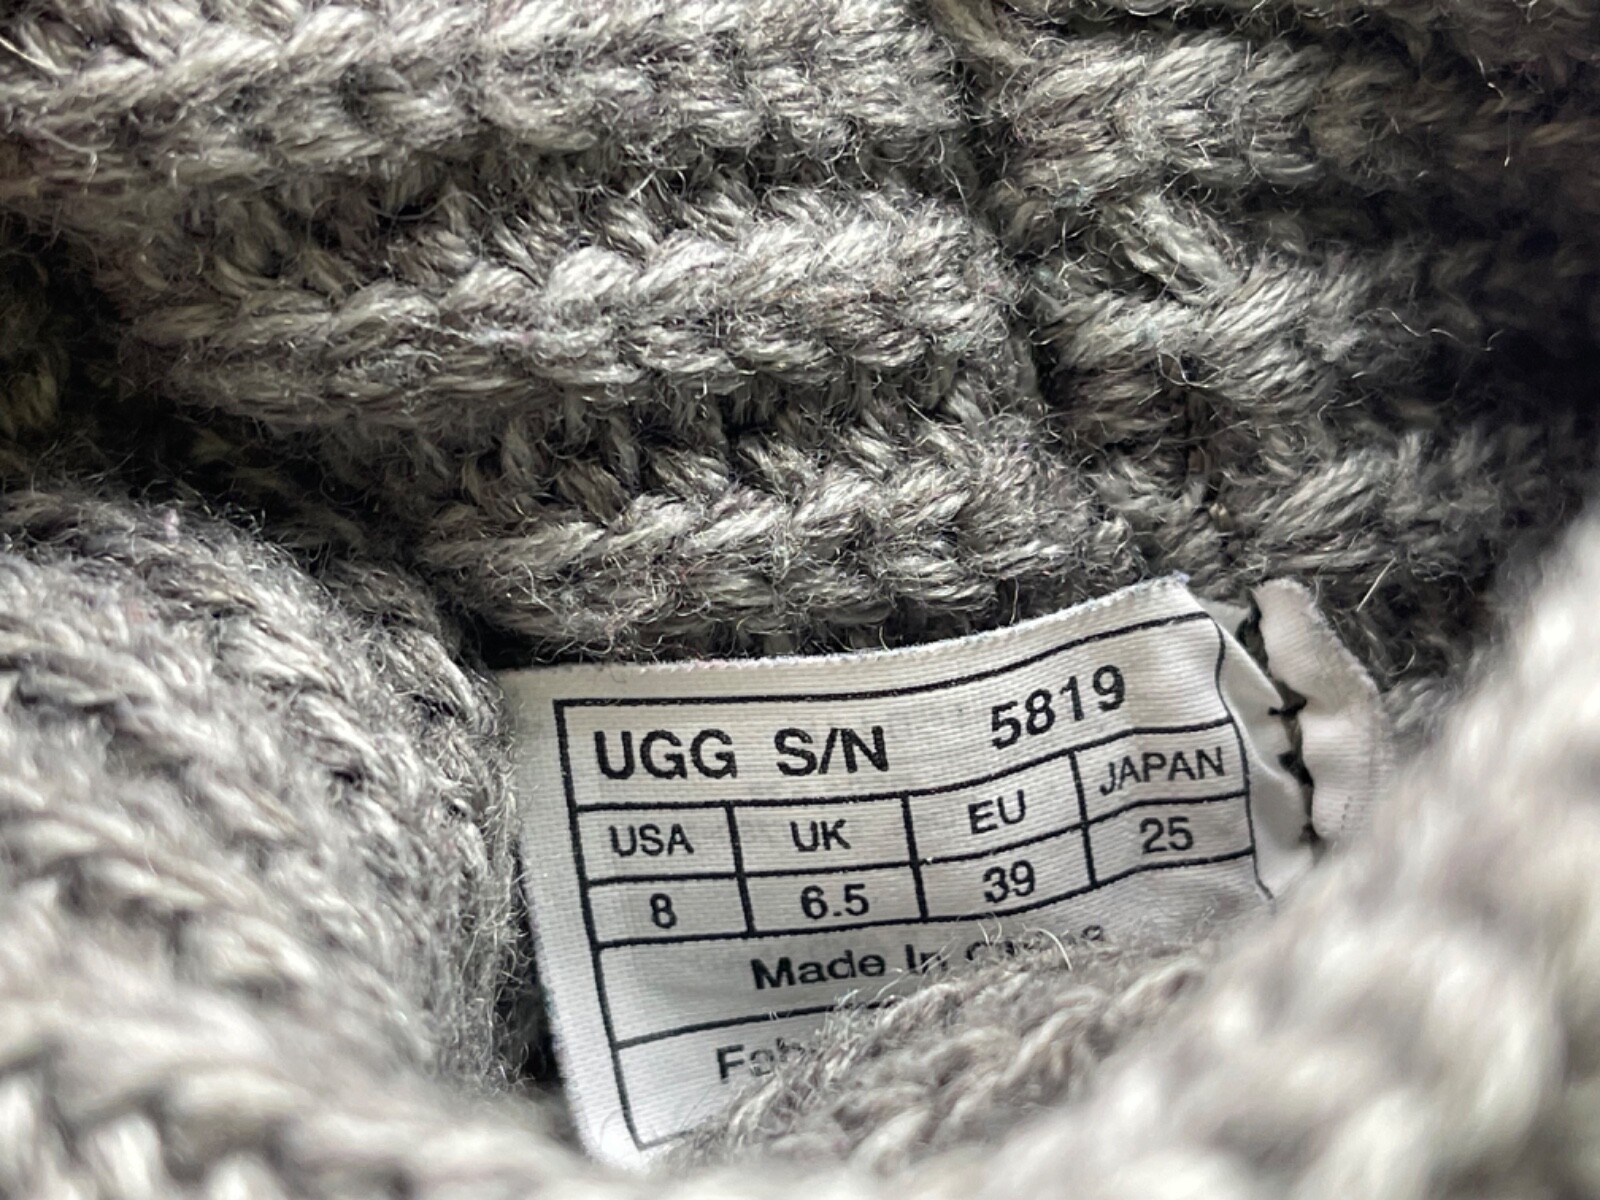 UGG S/N 5819
USA UK EU JAPAN
8 6.5 39 25
Made In